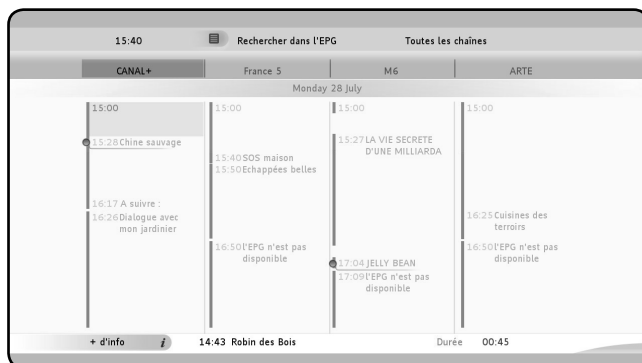 15:40 Rechercher dans l'EPG Toutes les chaînes
CANAL+ France 5 M6 ARTE
Monday 28 July
15:00 15:00 15:00 15:00
15:28 Chine sauvage
15:27 LA VIE SECRETE
D'UNE MILLIARDA
15:40 SOS maison
15:50 Echappées belles
16:17 A suivre :
16:26 Dialogue avec
mon jardinier
16:25 Cuisines des
terroirs
16:50 l'EPG n'est pas
disponible
16:50 l'EPG n'est pas
disponible
17:04 JELLY BEAN
17:09 l'EPG n'est pas
disponible
+ d'info i 14:43 Robin des Bois Durée 00:45